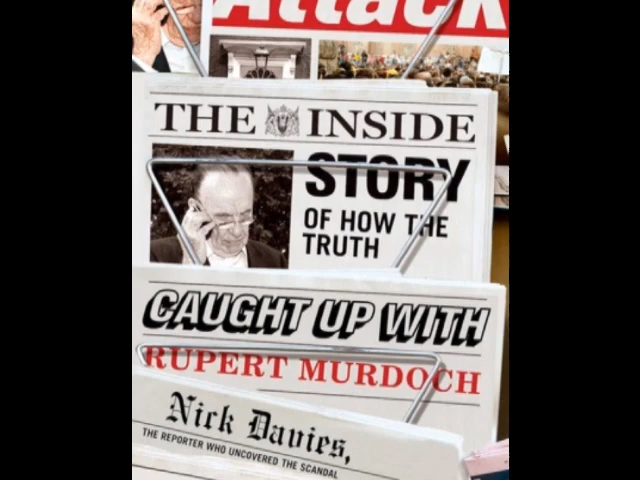 Attack
THE INSIDE
STORY
OF HOW THE
TRUTH
CAUGHT UP WITH
RUPERT MURDOCH
Nick Davies,
THE REPORTER WHO UNCOVERED THE SCANDAL